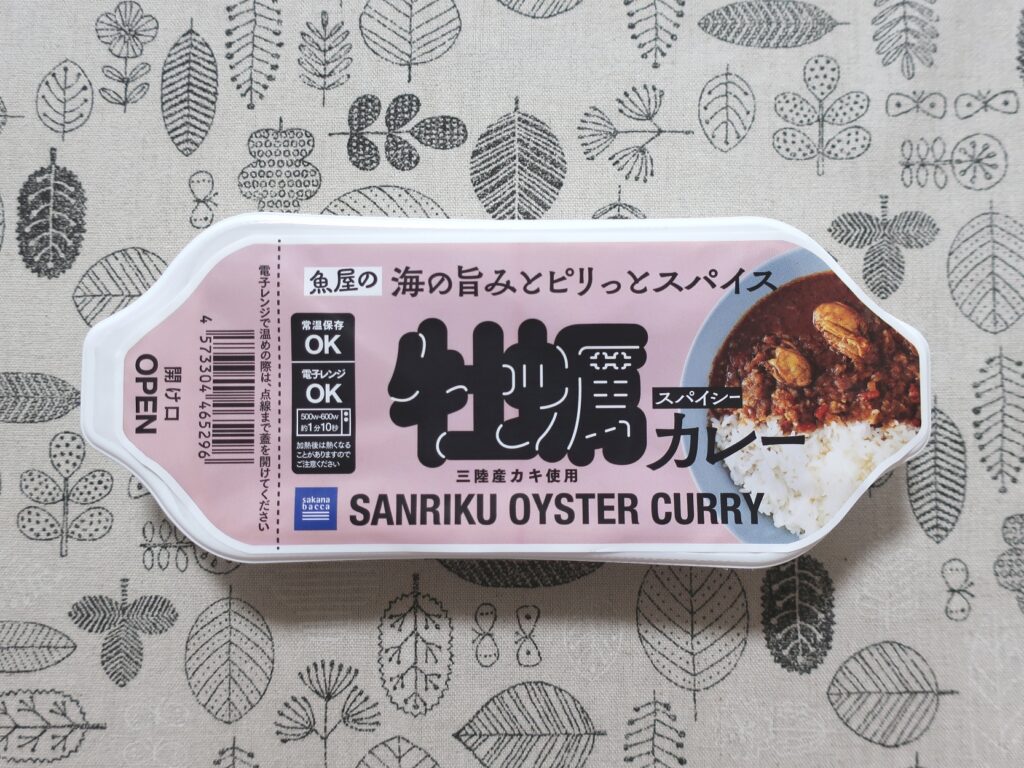 魚屋の 海の旨みとピリっとスパイス
常温保存
OK
電子レンジ
OK
500w-600w
約1分10秒
加熱後は熱くなる
ことがありますので
ご注意ください
牡蠣
スパイシー
カレー
三陸産カキ使用
sakana
bacca
SANRIKU OYSTER CURRY
電子レンジで温めの際は、点線まで蓋を開けてください
4 573304 465296
開け口
OPEN